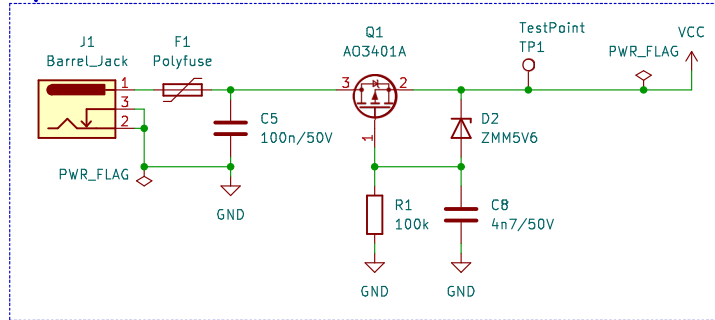 J1
Barrel_Jack
1
3
2
F1
Polyfuse
PWR_FLAG
C5
100n/50V
GND
Q1
AO3401A
3
2
1
TestPoint
TP1
PWR_FLAG
VCC
D2
ZMM5V6
R1
100k
GND
C8
4n7/50V
GND